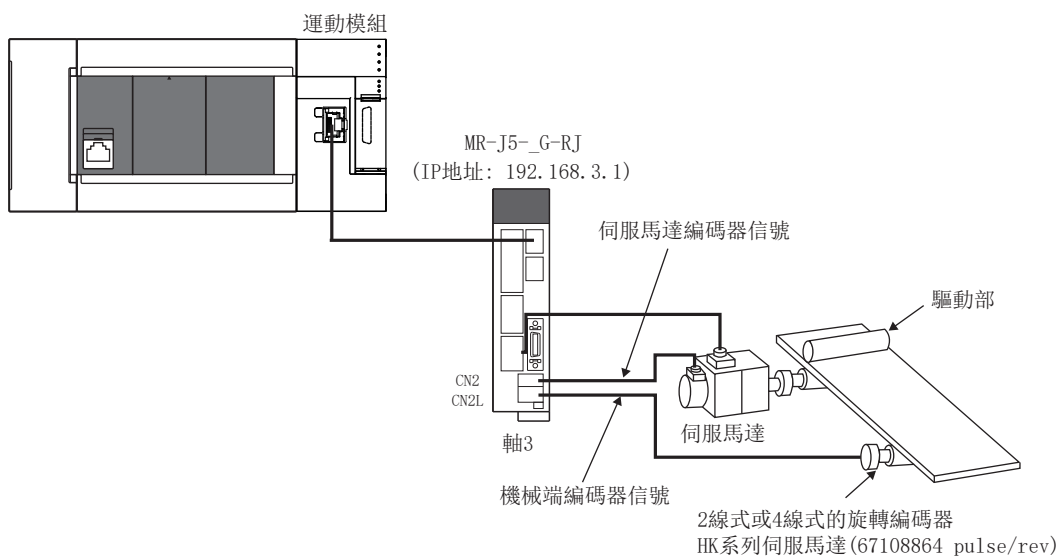 運動模組
MR-J5-_G-RJ
(IP地址: 192.168.3.1)
伺服馬達編碼器信號
驅動部
CN2
CN2L
伺服馬達
軸3
機械端編碼器信號
2線式或4線式的旋轉編碼器
HK系列伺服馬達(67108864 pulse/rev)